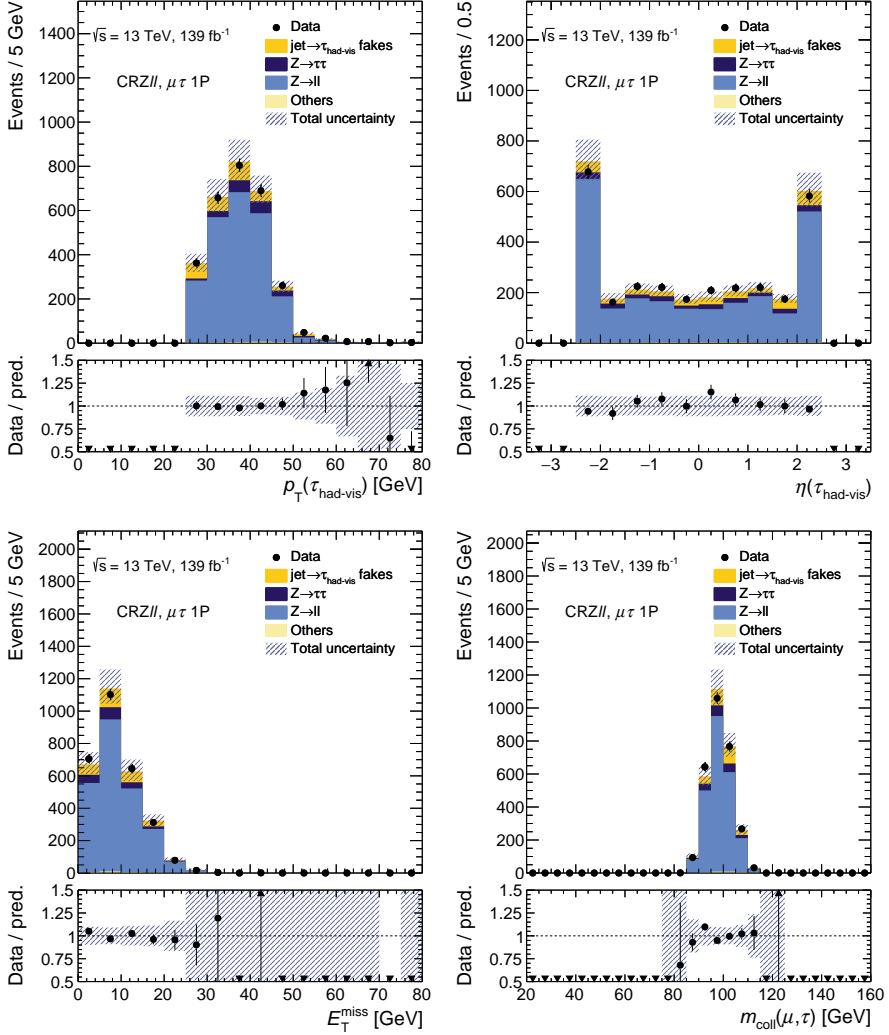 Events / 5 GeV
1400
1200
1000
800
600
400
200
0
√s = 13 TeV, 139 fb⁻¹
CRZll, μτ 1P
Data
jet→τhad-vis fakes
Z→ττ
Z→ll
Others
Total uncertainty
Data / pred.
1.5
1.25
1
0.75
0.5
0 10 20 30 40 50 60 70 80
pT(τhad-vis) [GeV]
Events / 0.5
1200
1000
800
600
400
200
0
√s = 13 TeV, 139 fb⁻¹
CRZll, μτ 1P
Data
jet→τhad-vis fakes
Z→ττ
Z→ll
Others
Total uncertainty
Data / pred.
1.5
1.25
1
0.75
0.5
−3 −2 −1 0 1 2 3
η(τhad-vis)
Events / 5 GeV
2000
1800
1600
1400
1200
1000
800
600
400
200
0
√s = 13 TeV, 139 fb⁻¹
CRZll, μτ 1P
Data
jet→τhad-vis fakes
Z→ττ
Z→ll
Others
Total uncertainty
Data / pred.
1.5
1.25
1
0.75
0.5
0 10 20 30 40 50 60 70 80
ETmiss [GeV]
Events / 5 GeV
2000
1800
1600
1400
1200
1000
800
600
400
200
0
√s = 13 TeV, 139 fb⁻¹
CRZll, μτ 1P
Data
jet→τhad-vis fakes
Z→ττ
Z→ll
Others
Total uncertainty
Data / pred.
1.5
1.25
1
0.75
0.5
20 40 60 80 100 120 140 160
mcoll(μ,τ) [GeV]